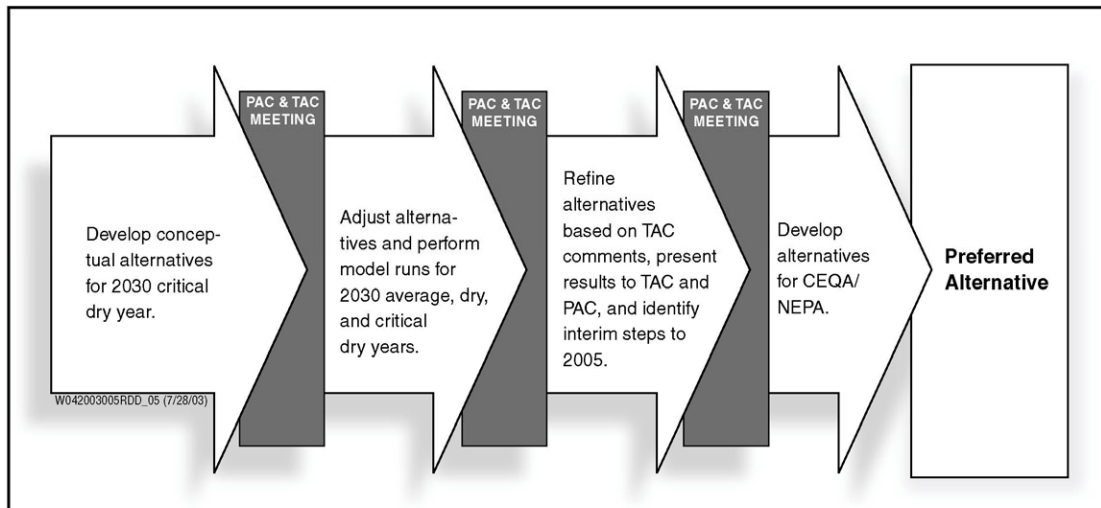 Develop concep-
tual alternatives
for 2030 critical
dry year.
W042003005RDD_05 (7/28/03)
PAC & TAC
MEETING
Adjust alterna-
tives and perform
model runs for
2030 average, dry,
and critical
dry years.
PAC & TAC
MEETING
Refine
alternatives
based on TAC
comments, present
results to TAC and
PAC, and identify
interim steps to
2005.
PAC & TAC
MEETING
Develop
alternatives
for CEQA/
NEPA.
Preferred
Alternative